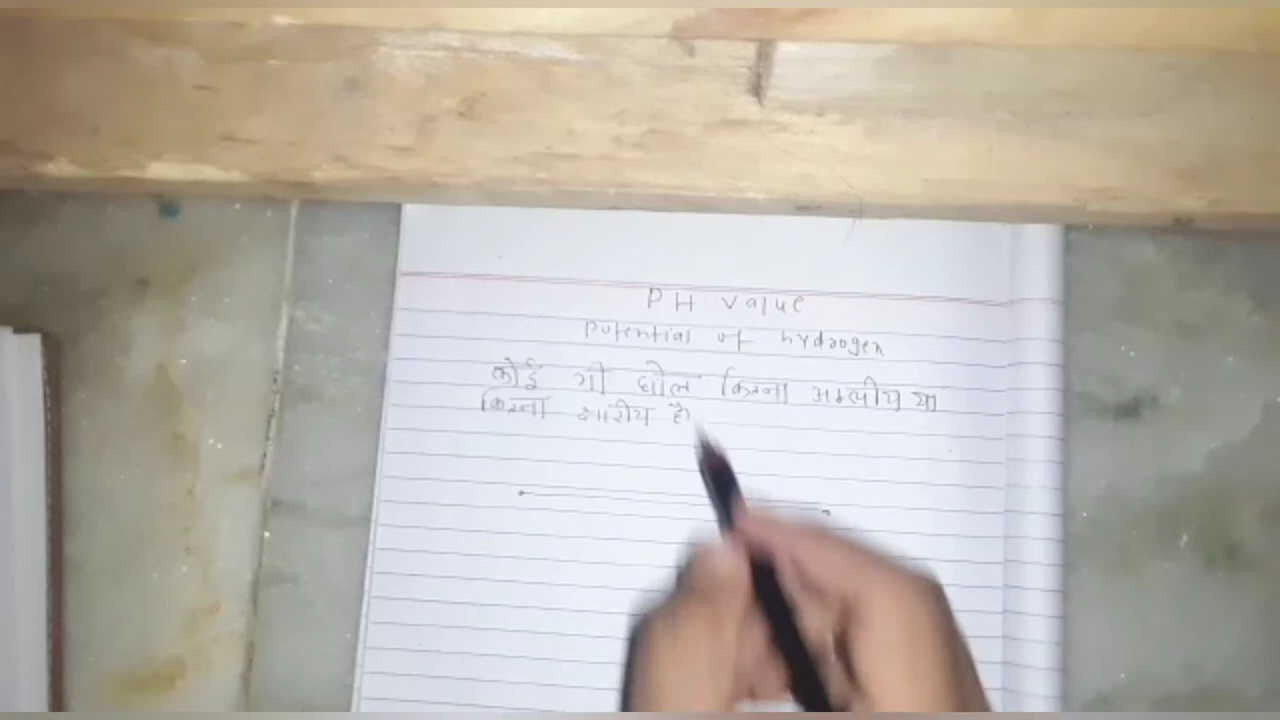 PH value
Potential of hydrogen
कोई भी घोल कितना अम्लीय या
कितना क्षारीय है।